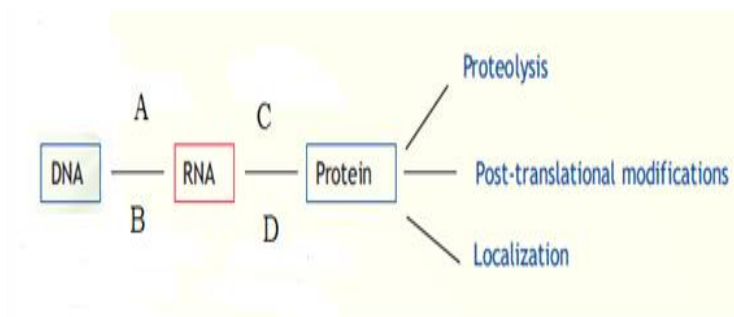 Proteolysis
A
C
DNA
RNA
Protein
Post-translational modifications
B
D
Localization